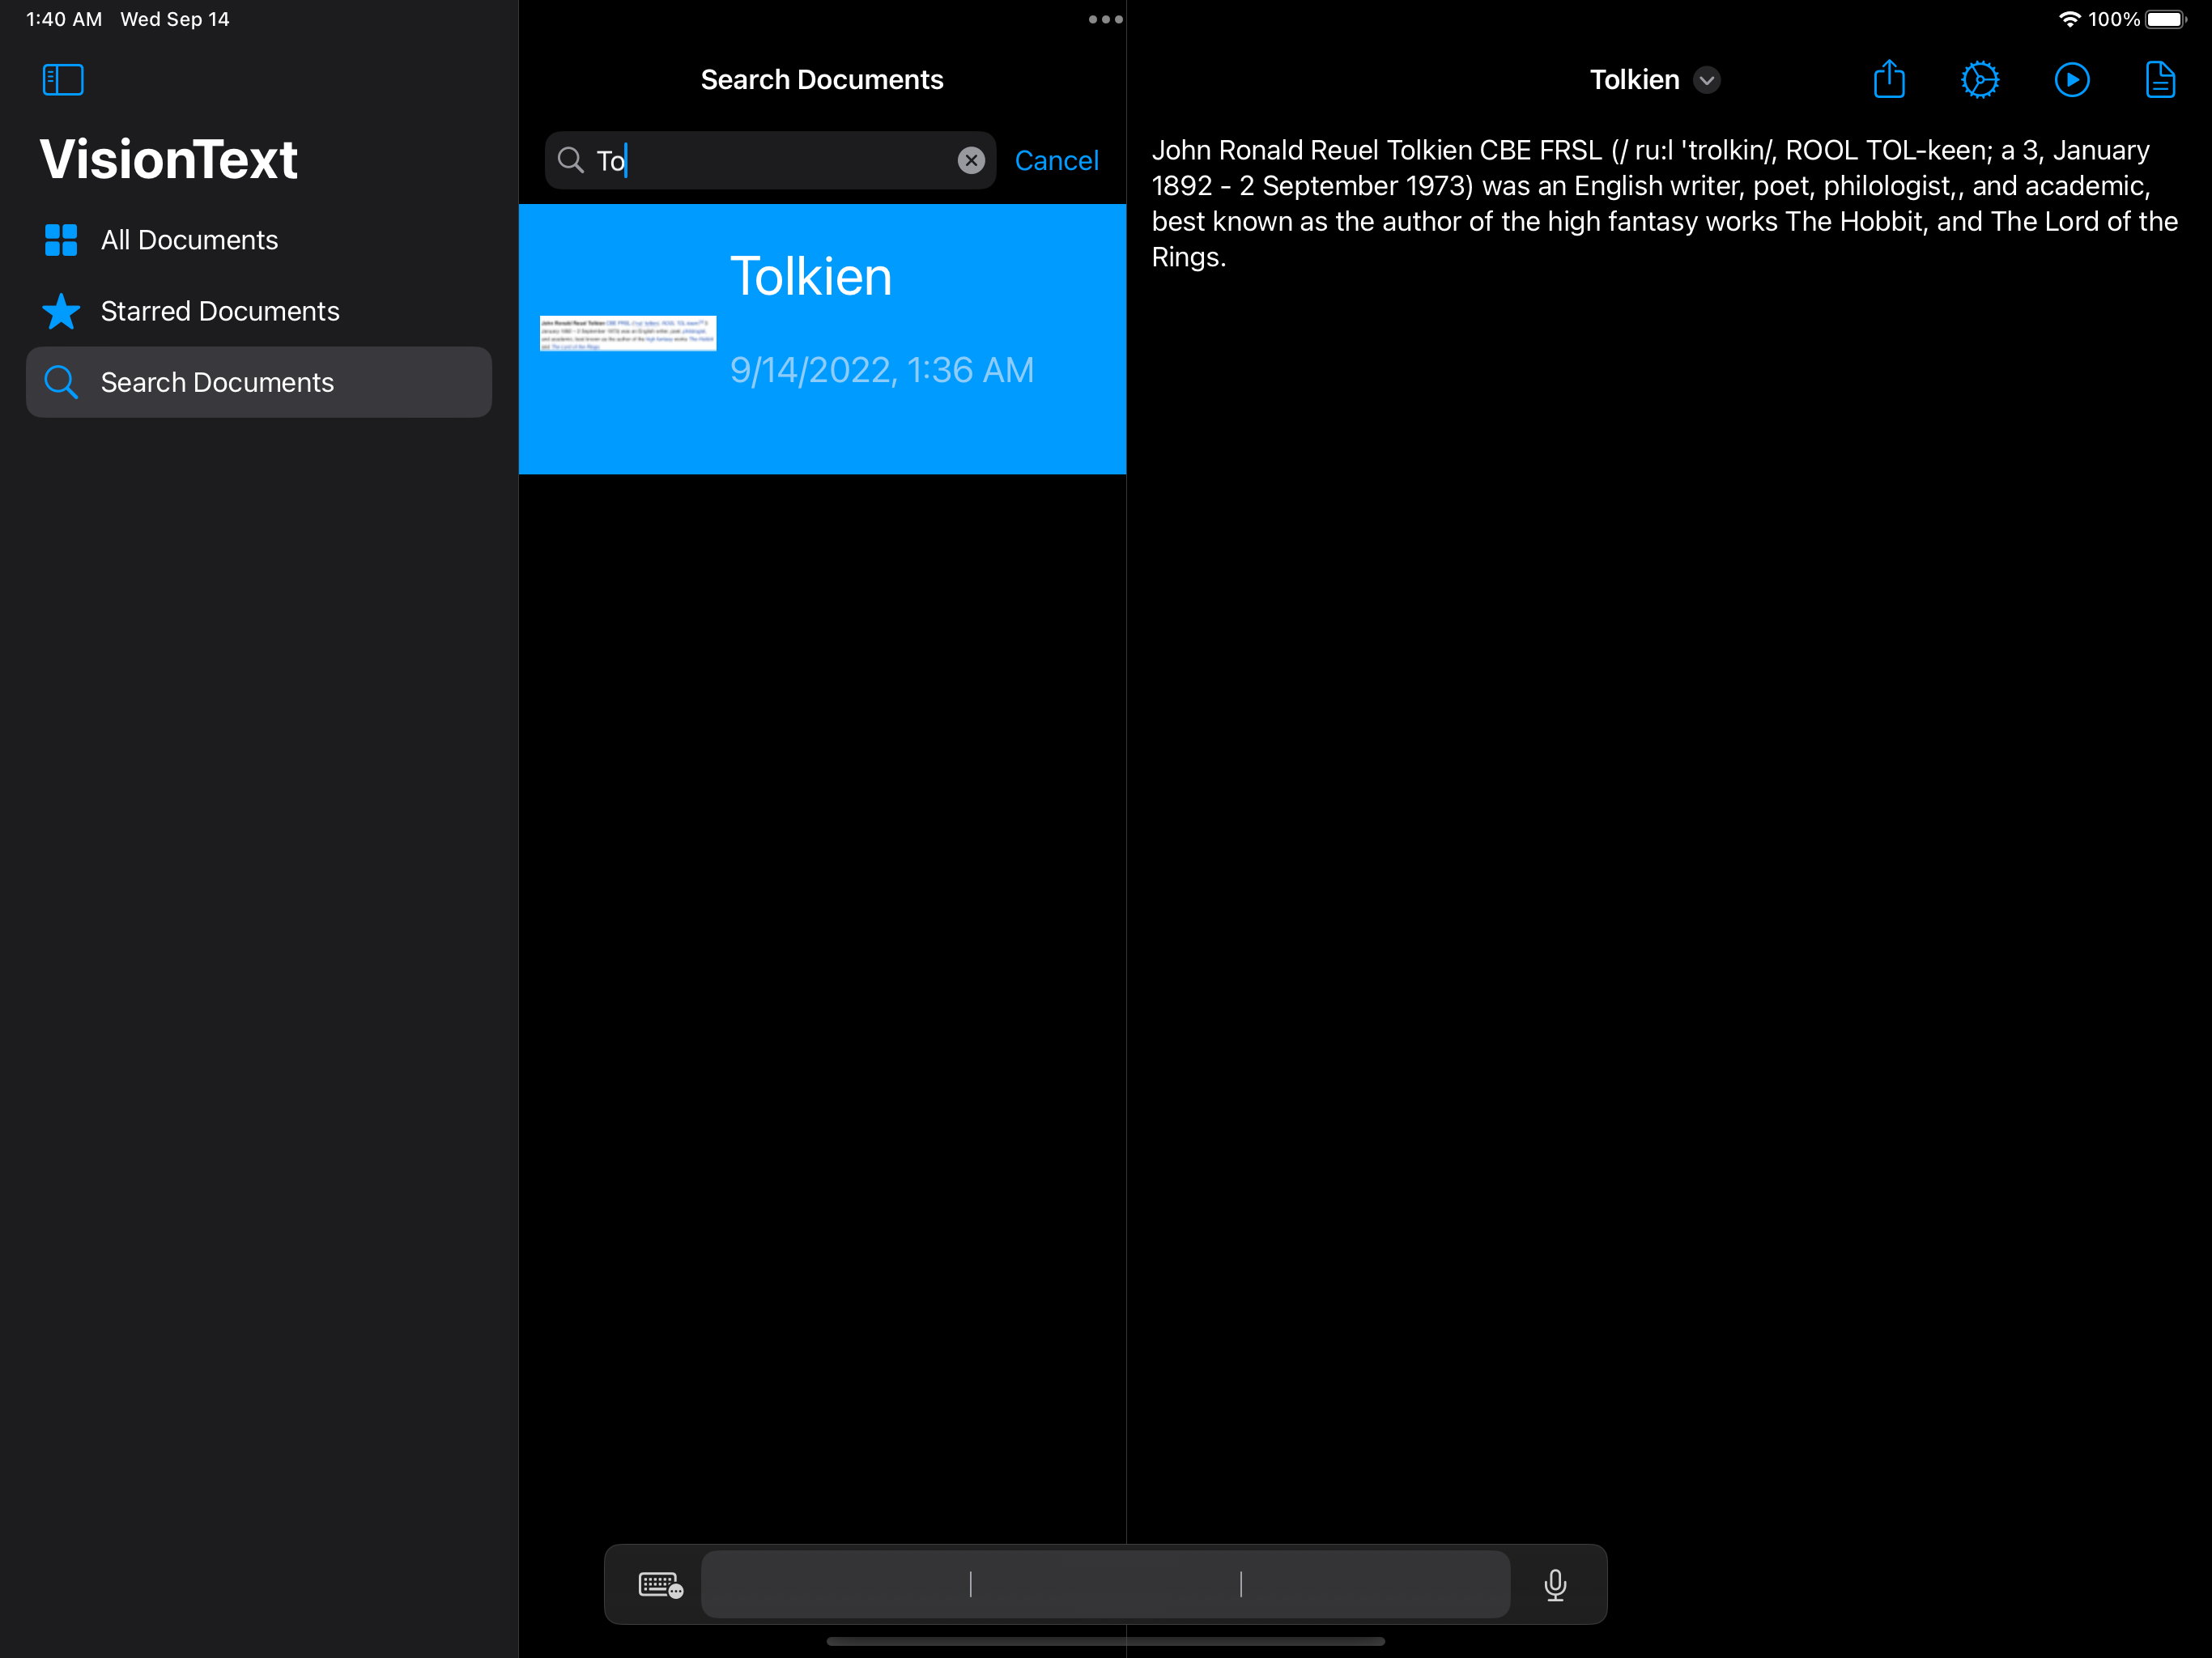 1:40 AM Wed Sep 14
100%
VisionText
All Documents
Starred Documents
Search Documents
Search Documents
To
Cancel
Tolkien
9/14/2022, 1:36 AM
Tolkien
John Ronald Reuel Tolkien CBE FRSL (/ ru:l 'trolkin/, ROOL TOL-keen; a 3, January
1892 - 2 September 1973) was an English writer, poet, philologist,, and academic,
best known as the author of the high fantasy works The Hobbit, and The Lord of the
Rings.